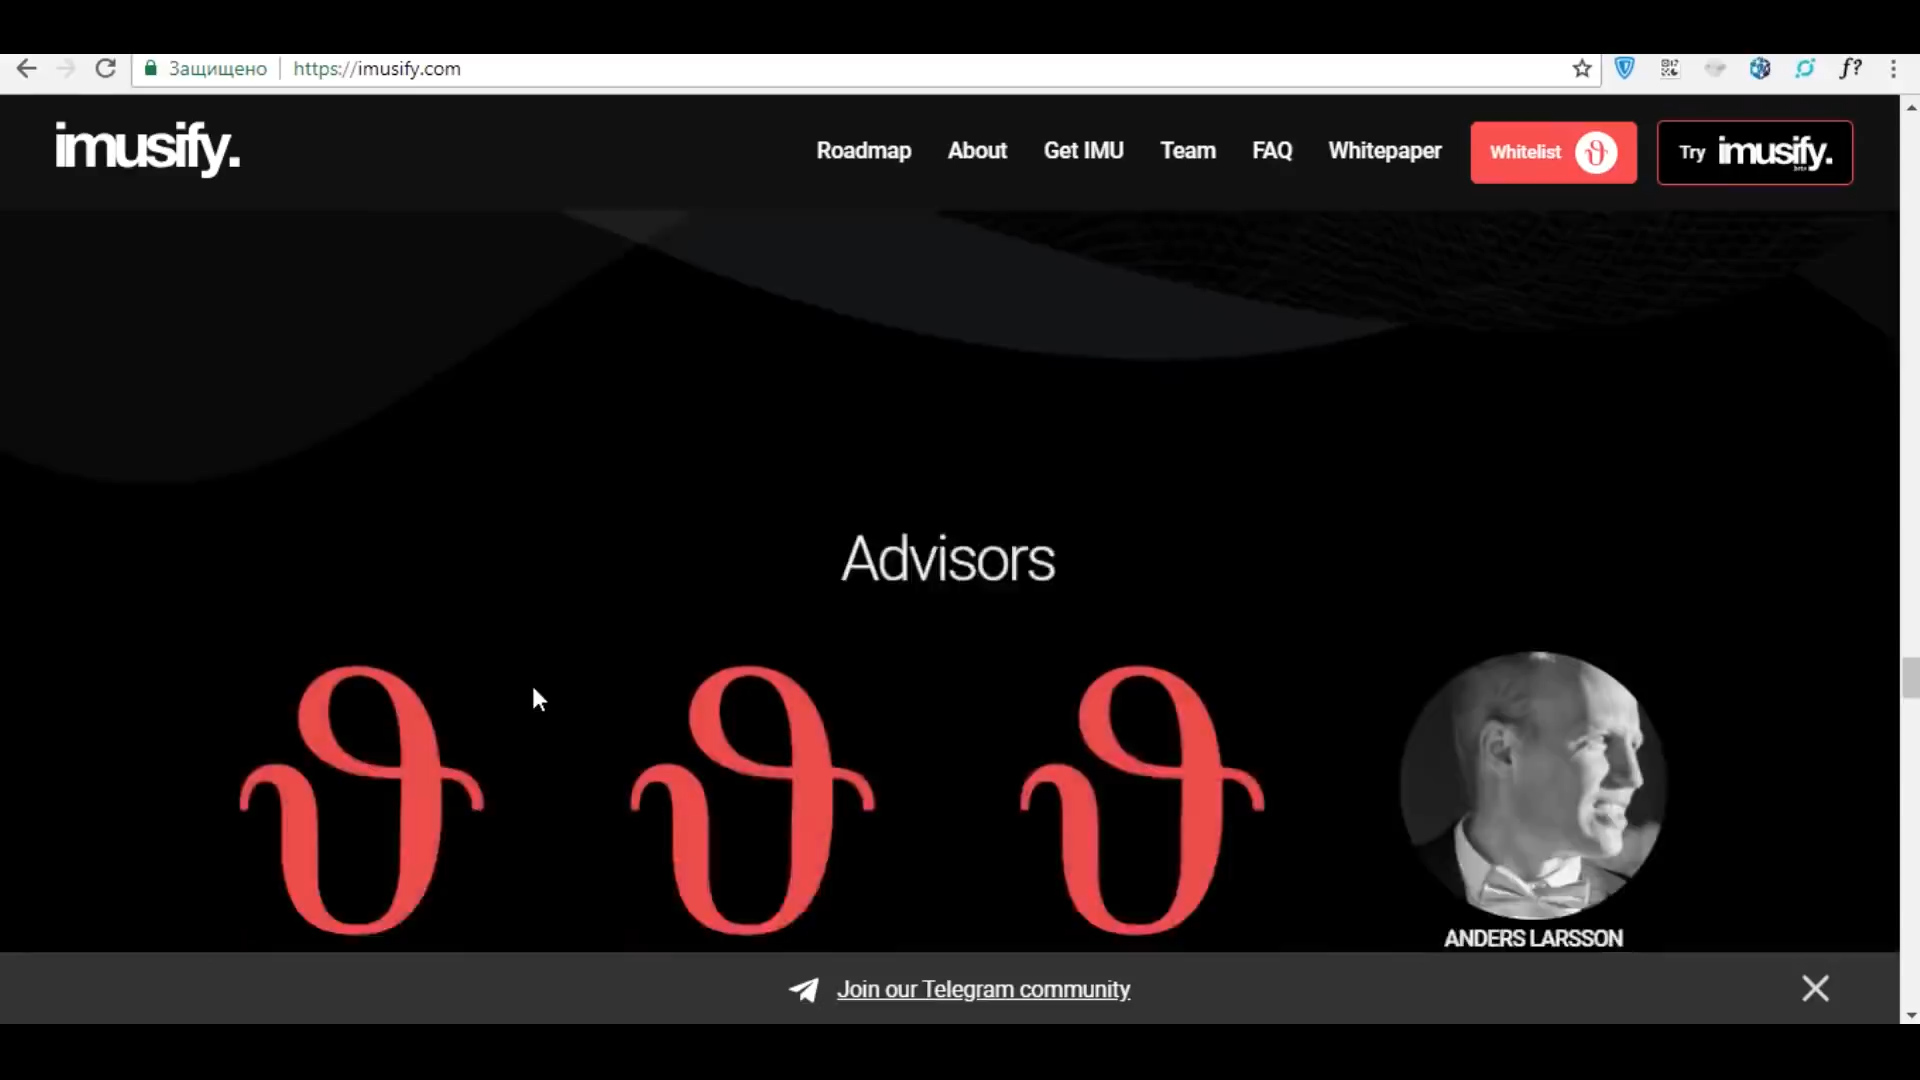 Защищено https://imusify.com
f?
imusify.
Roadmap About Get IMU Team FAQ Whitepaper Whitelist ϑ Try imusify.
Advisors
ϑ ϑ ϑ
ANDERS LARSSON
Join our Telegram community